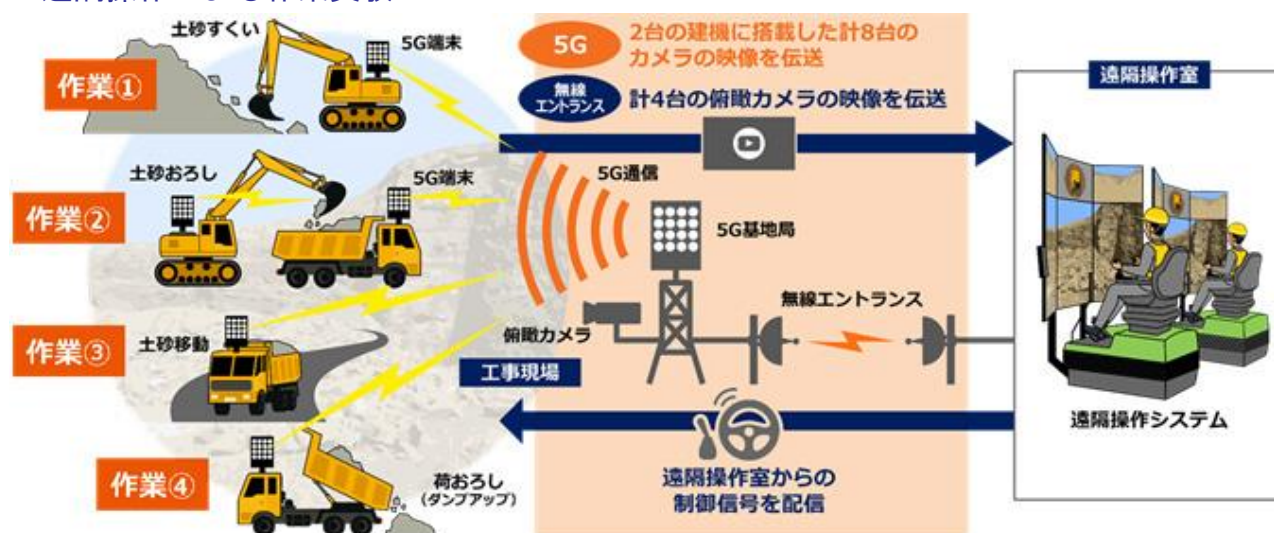 作業①
土砂すくい
5G端末
5G
2台の建機に搭載した計8台の
カメラの映像を伝送
無線
エントランス
計4台の俯瞰カメラの映像を伝送
遠隔操作室
作業②
土砂おろし
5G端末
5G通信
5G基地局
作業③
土砂移動
俯瞰カメラ
無線エントランス
工事現場
遠隔操作システム
作業④
荷おろし
(ダンプアップ)
遠隔操作室からの
制御信号を配信